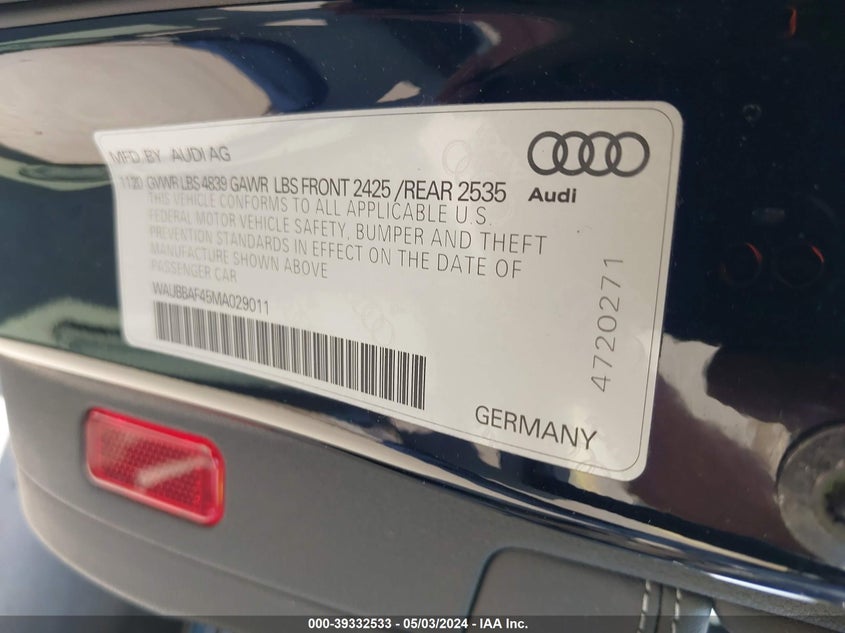 MFD. BY AUDI AG
1120 GVWR LBS 4839 GAWR LBS FRONT 2425 /REAR 2535
THIS VEHICLE CONFORMS TO ALL APPLICABLE U.S.
FEDERAL MOTOR VEHICLE SAFETY, BUMPER AND THEFT
PREVENTION STANDARDS IN EFFECT ON THE DATE OF
MANUFACTURE SHOWN ABOVE
PASSENGER CAR
WAUBBAF45MA029011
Audi
4720271
GERMANY
000-39332533 - 05/03/2024 - IAA Inc.